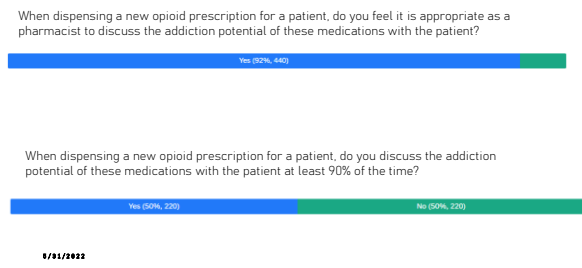 When dispensing a new opioid prescription for a patient, do you feel it is appropriate as a
pharmacist to discuss the addiction potential of these medications with the patient?
Yes (92%, 440)
When dispensing a new opioid prescription for a patient, do you discuss the addiction
potential of these medications with the patient at least 90% of the time?
Yes (50%, 220) No (50%, 220)
5/31/2022